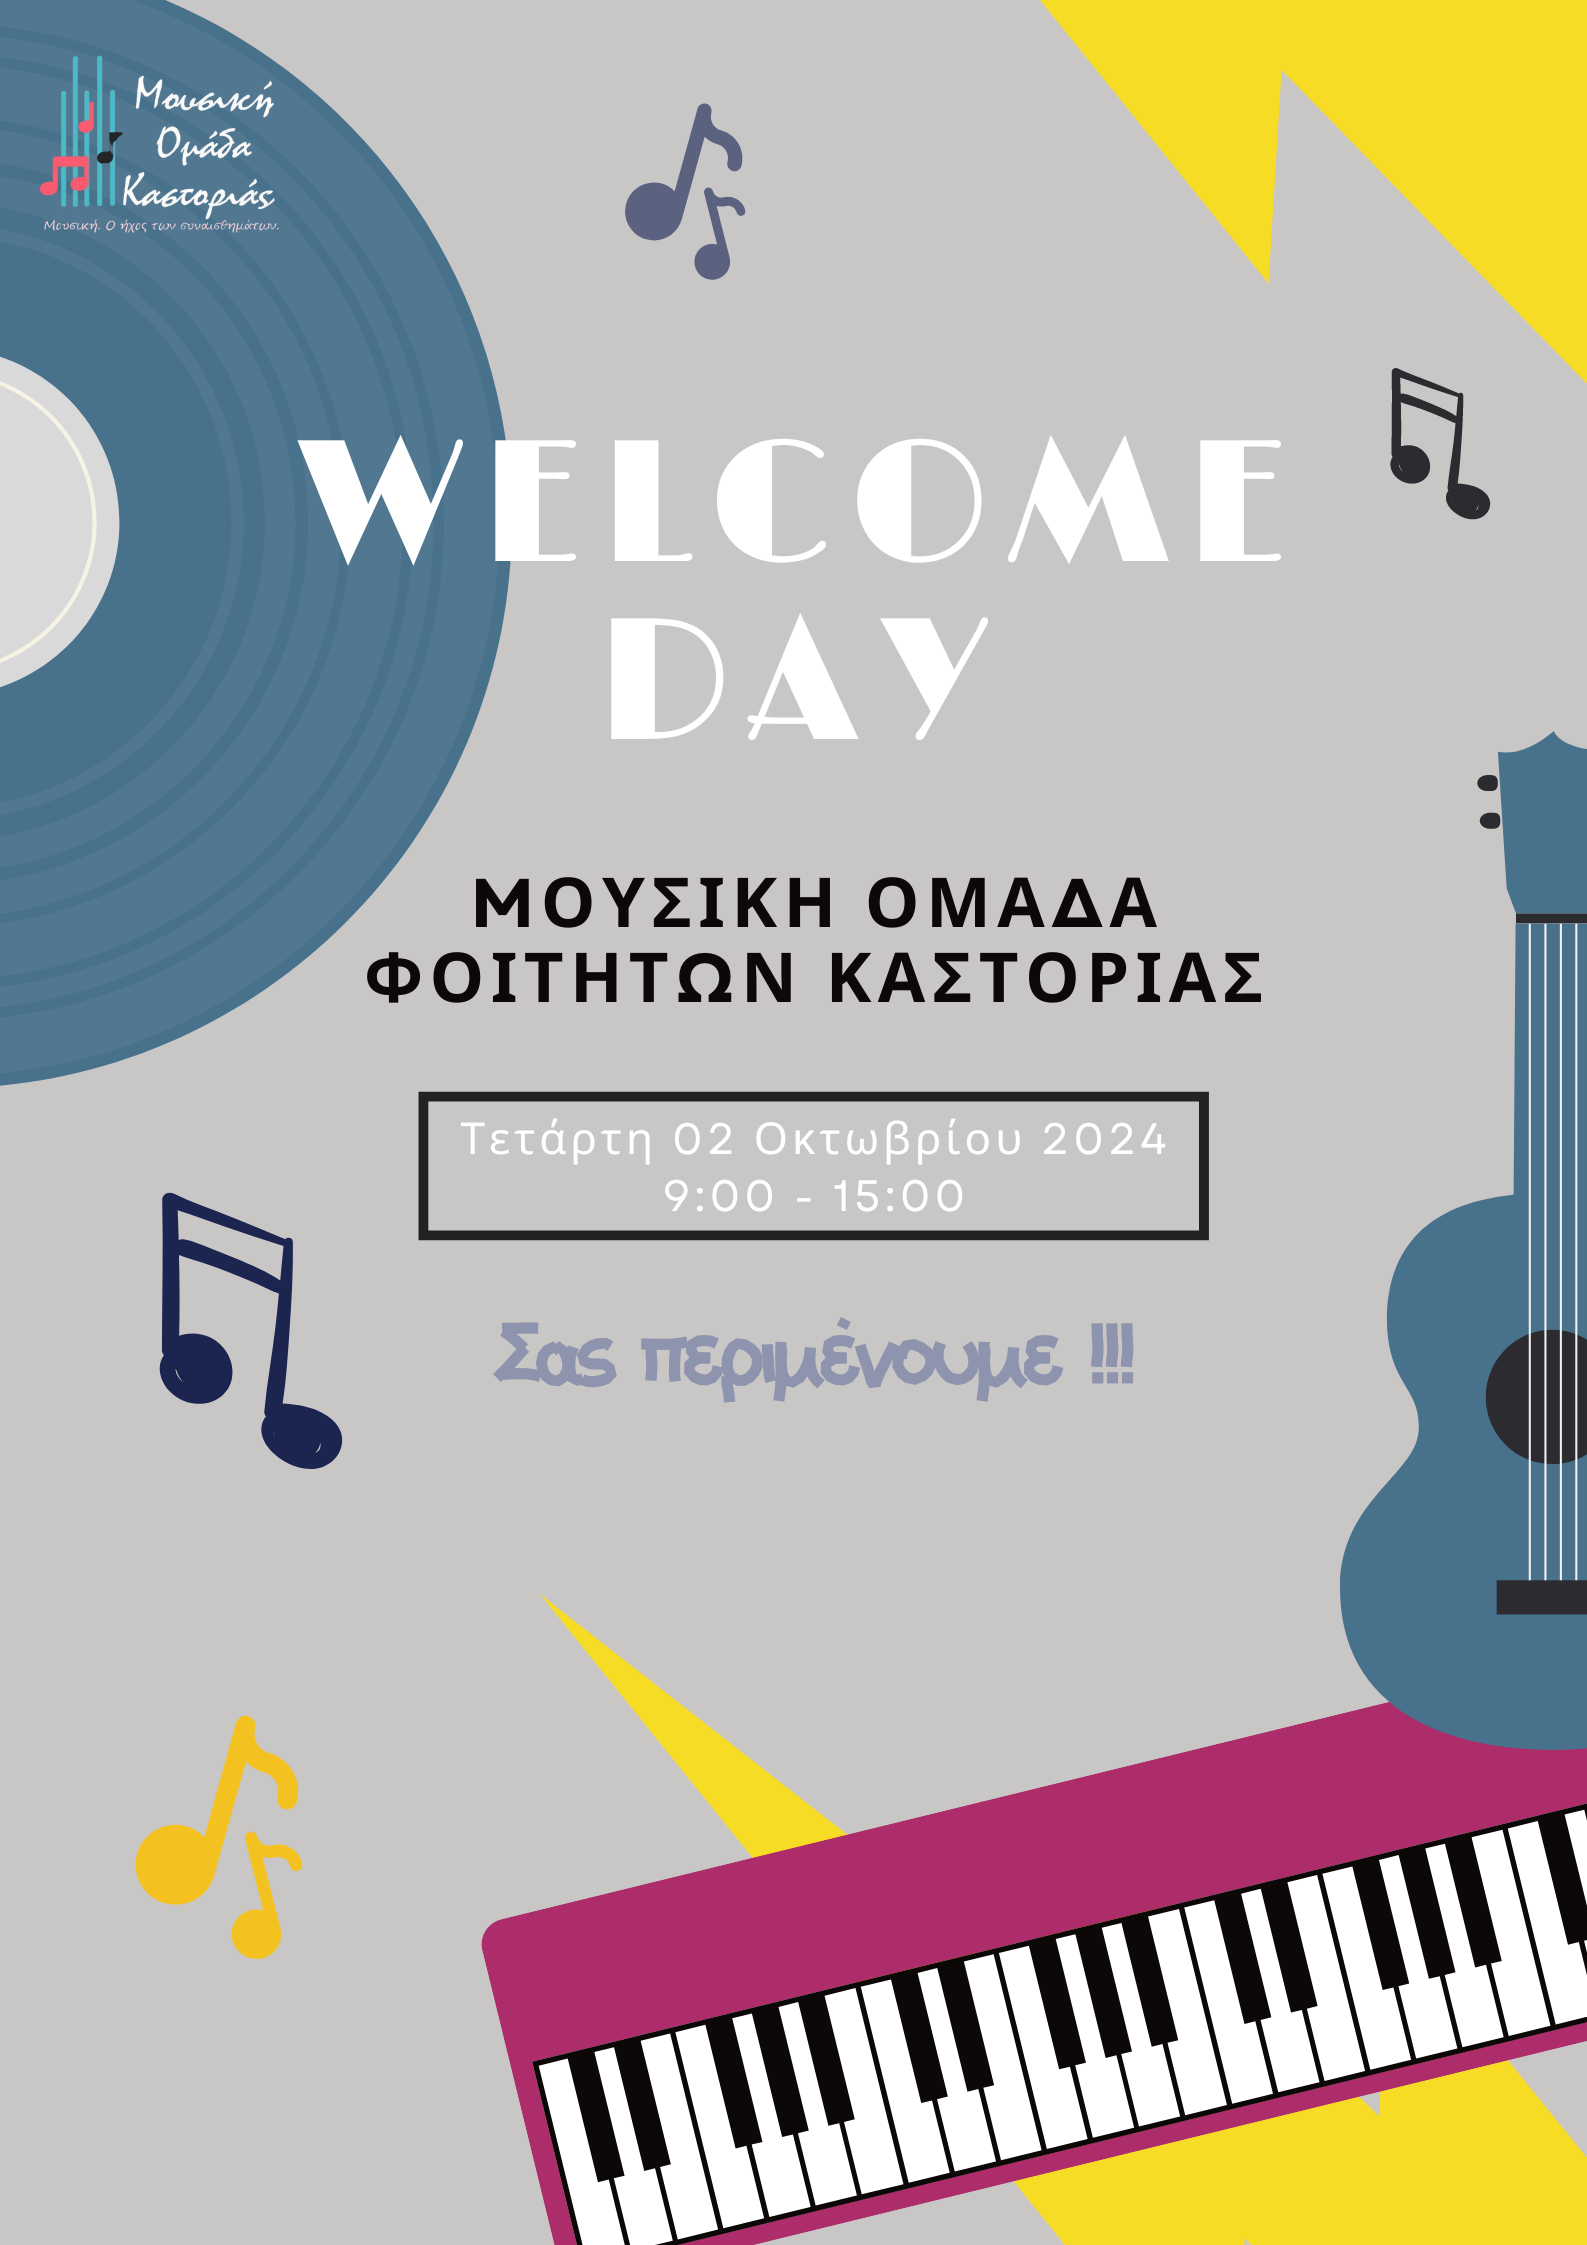 Μουσική
Ομάδα
Καστοριάς
Μουσική. Ο ήχος των συναισθημάτων.
WELCOME
DAY
ΜΟΥΣΙΚΗ ΟΜΑΔΑ
ΦΟΙΤΗΤΩΝ ΚΑΣΤΟΡΙΑΣ
Τετάρτη 02 Οκτωβρίου 2024
9:00 - 15:00
Σας περιμένουμε !!!